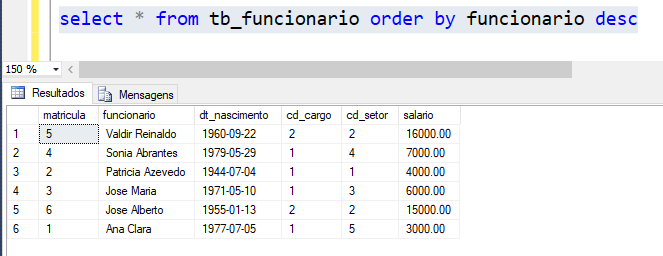 select * from tb_funcionario order by funcionario desc
150 %
Resultados Mensagens
matricula funcionario dt_nascimento cd_cargo cd_setor salario
1 5 Valdir Reinaldo 1960-09-22 2 2 16000.00
2 4 Sonia Abrantes 1979-05-29 1 4 7000.00
3 2 Patricia Azevedo 1944-07-04 1 1 4000.00
4 3 Jose Maria 1971-05-10 1 3 6000.00
5 6 Jose Alberto 1955-01-13 2 2 15000.00
6 1 Ana Clara 1977-07-05 1 5 3000.00